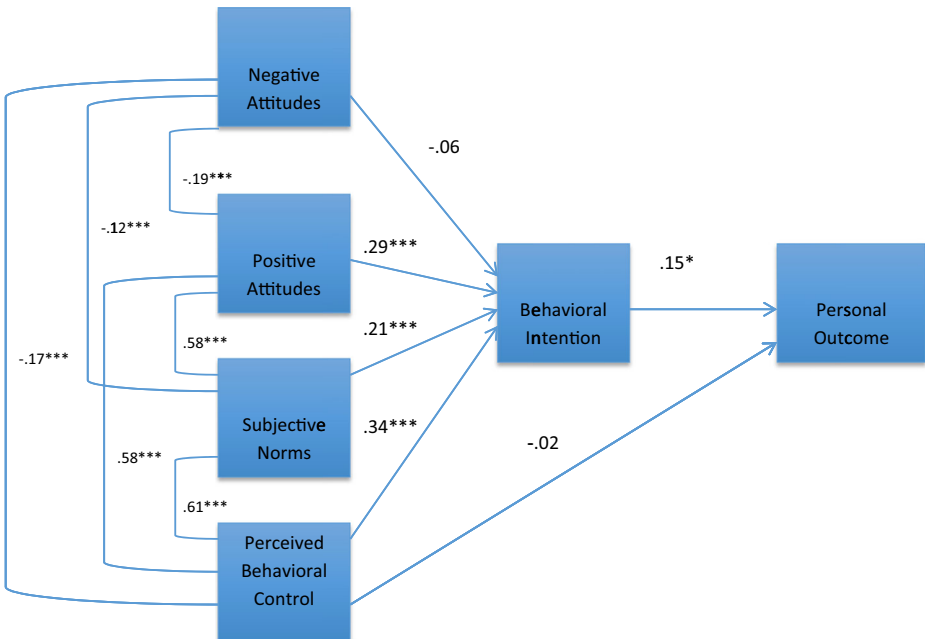 Negative
Attitudes
-.06
-.19***
Positive
Attitudes
-.12***
.29***
.15*
Behavioral
Intention
Personal
Outcome
.21***
.58***
-.17***
Subjective
Norms
.34***
-.02
.58***
.61***
Perceived
Behavioral
Control